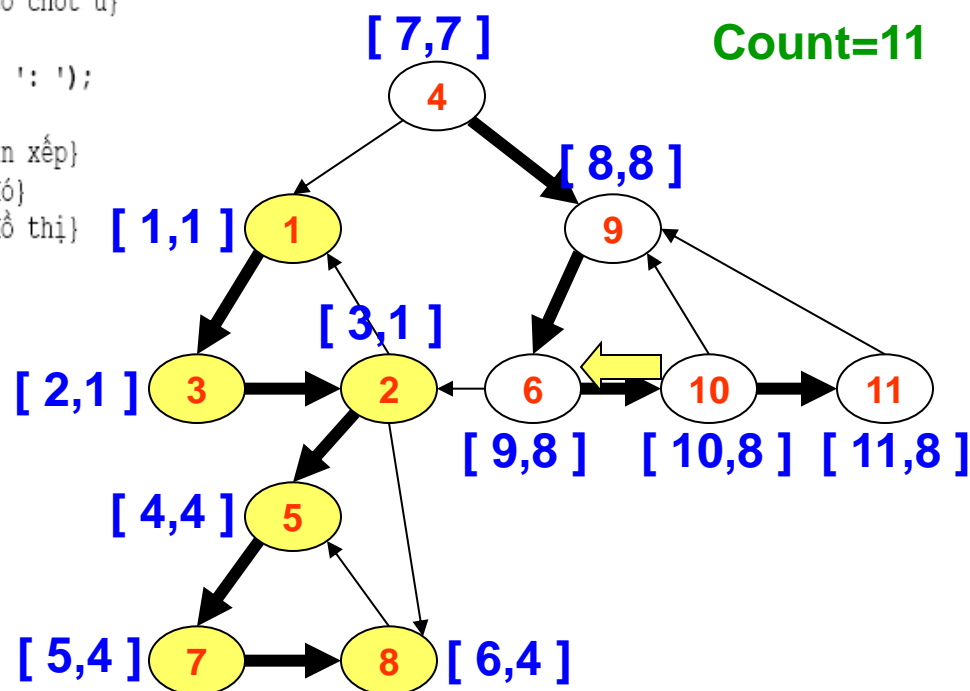 chốt u}
': ');
xếp}
thị}
Count=11
[ 7,7 ]
4
[ 8,8 ]
[ 1,1 ]
1
9
[ 3,1 ]
[ 2,1 ]
3
2
6
10
11
[ 9,8 ]
[ 10,8 ]
[ 11,8 ]
[ 4,4 ]
5
[ 5,4 ]
7
8
[ 6,4 ]